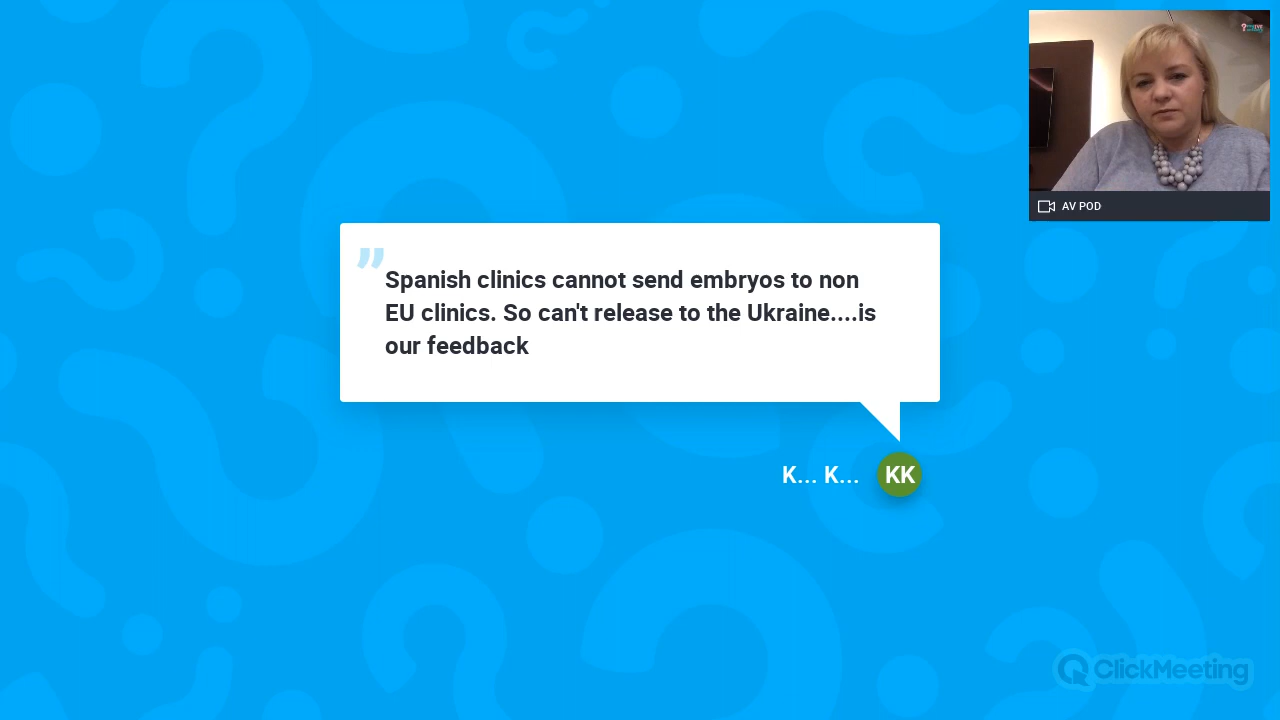 AV POD
Spanish clinics cannot send embryos to non
EU clinics. So can't release to the Ukraine....is
our feedback
K... K...
KK
ClickMeeting